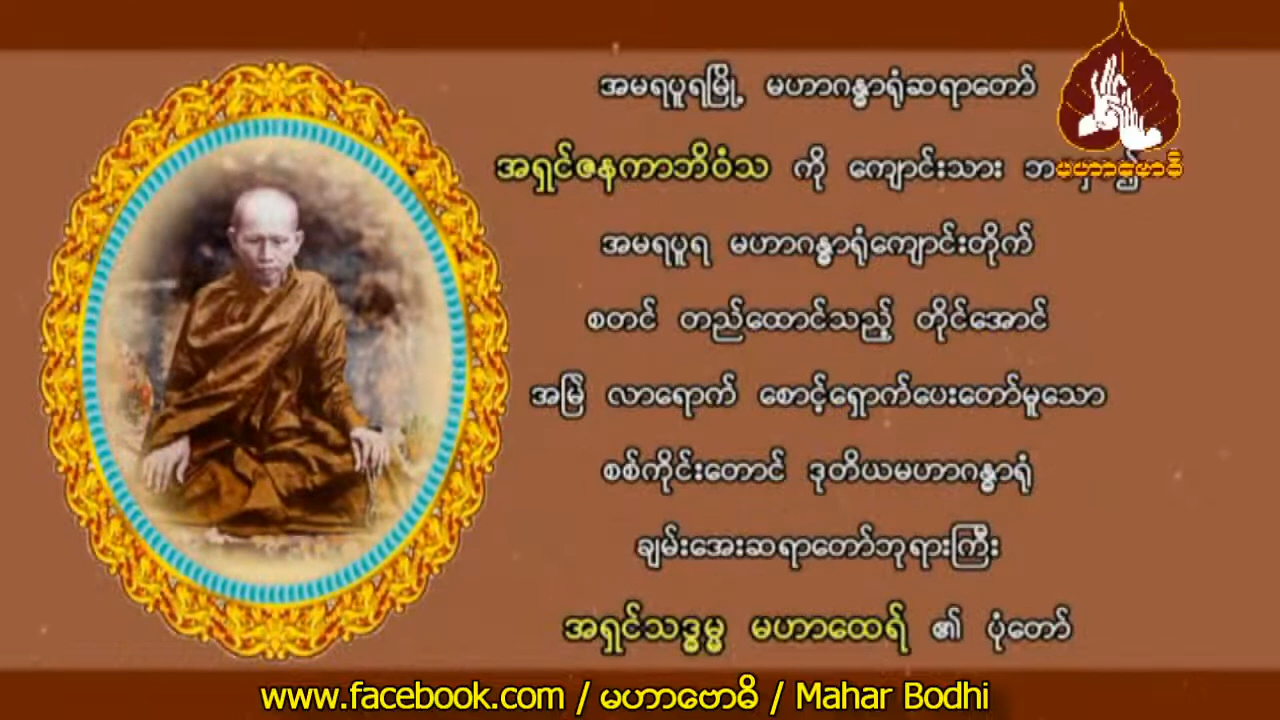 အမရပူရမြို့ မဟာဂန္ဓာရုံဆရာတော်
အရှင်ဇနကာဘိဝံသ ကို ကျောင်းသား ဘ
မဟာဗောဓိ
အမရပူရ မဟာဂန္ဓာရုံကျောင်းတိုက်
စတင် တည်ထောင်သည့် တိုင်အောင်
အမြဲ လာရောက် စောင့်ရှောက်ပေးတော်မူသော
စစ်ကိုင်းတောင် ဒုတိယမဟာဂန္ဓာရုံ
ချမ်းအေးဆရာတော်ဘုရားကြီး
အရှင်သဒ္ဓမ္မ မဟာထေရ် ၏ ပုံတော်
www.facebook.com / မဟာဗောဓိ / Mahar Bodhi